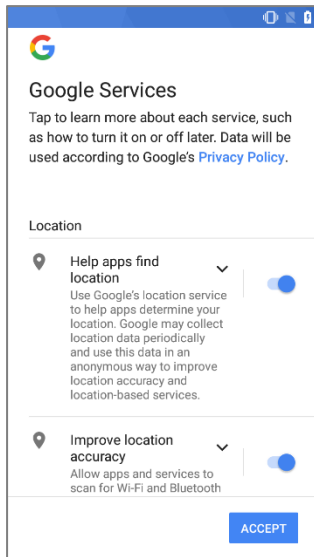 Google Services
Tap to learn more about each service, such
as how to turn it on or off later. Data will be
used according to Google's Privacy Policy.
Location
Help apps find
location
Use Google's location service
to help apps determine your
location. Google may collect
location data periodically
and use this data in an
anonymous way to improve
location accuracy and
location-based services.
Improve location
accuracy
Allow apps and services to
scan for Wi-Fi and Bluetooth
ACCEPT